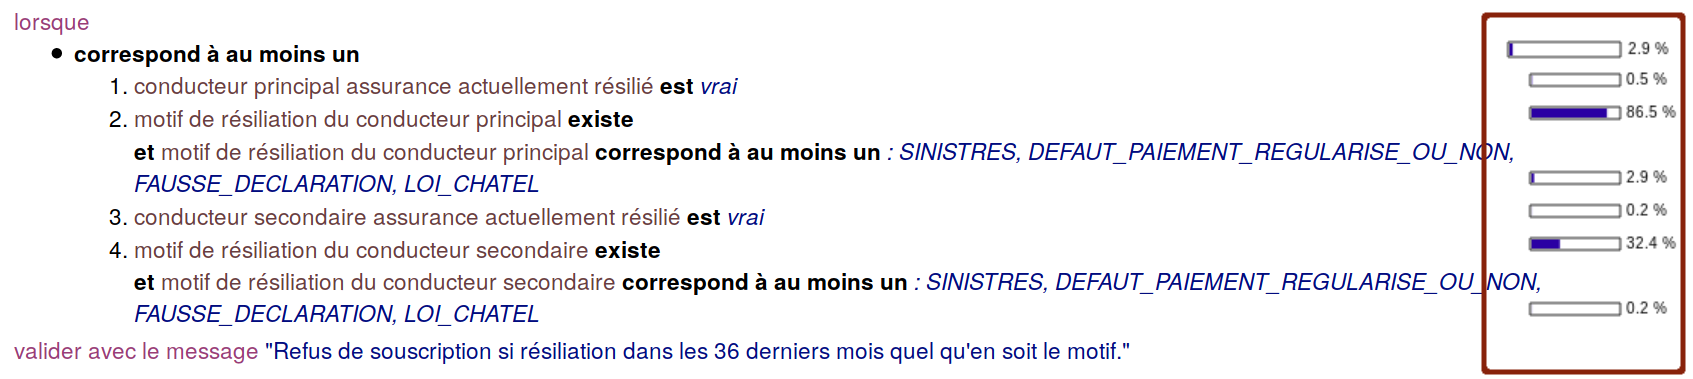 lorsque
• correspond à au moins un 2.9 %
1. conducteur principal assurance actuellement résilié est vrai 0.5 %
2. motif de résiliation du conducteur principal existe 86.5 %
et motif de résiliation du conducteur principal correspond à au moins un : SINISTRES, DEFAUT_PAIEMENT_REGULARISE_OU_NON,
FAUSSE_DECLARATION, LOI_CHATEL 2.9 %
3. conducteur secondaire assurance actuellement résilié est vrai 0.2 %
4. motif de résiliation du conducteur secondaire existe 32.4 %
et motif de résiliation du conducteur secondaire correspond à au moins un : SINISTRES, DEFAUT_PAIEMENT_REGULARISE_OU_NON,
FAUSSE_DECLARATION, LOI_CHATEL 0.2 %
valider avec le message "Refus de souscription si résiliation dans les 36 derniers mois quel qu'en soit le motif."